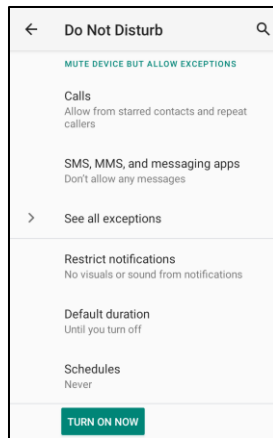 Do Not Disturb
MUTE DEVICE BUT ALLOW EXCEPTIONS
Calls
Allow from starred contacts and repeat
callers
SMS, MMS, and messaging apps
Don't allow any messages
See all exceptions
Restrict notifications
No visuals or sound from notifications
Default duration
Until you turn off
Schedules
Never
TURN ON NOW